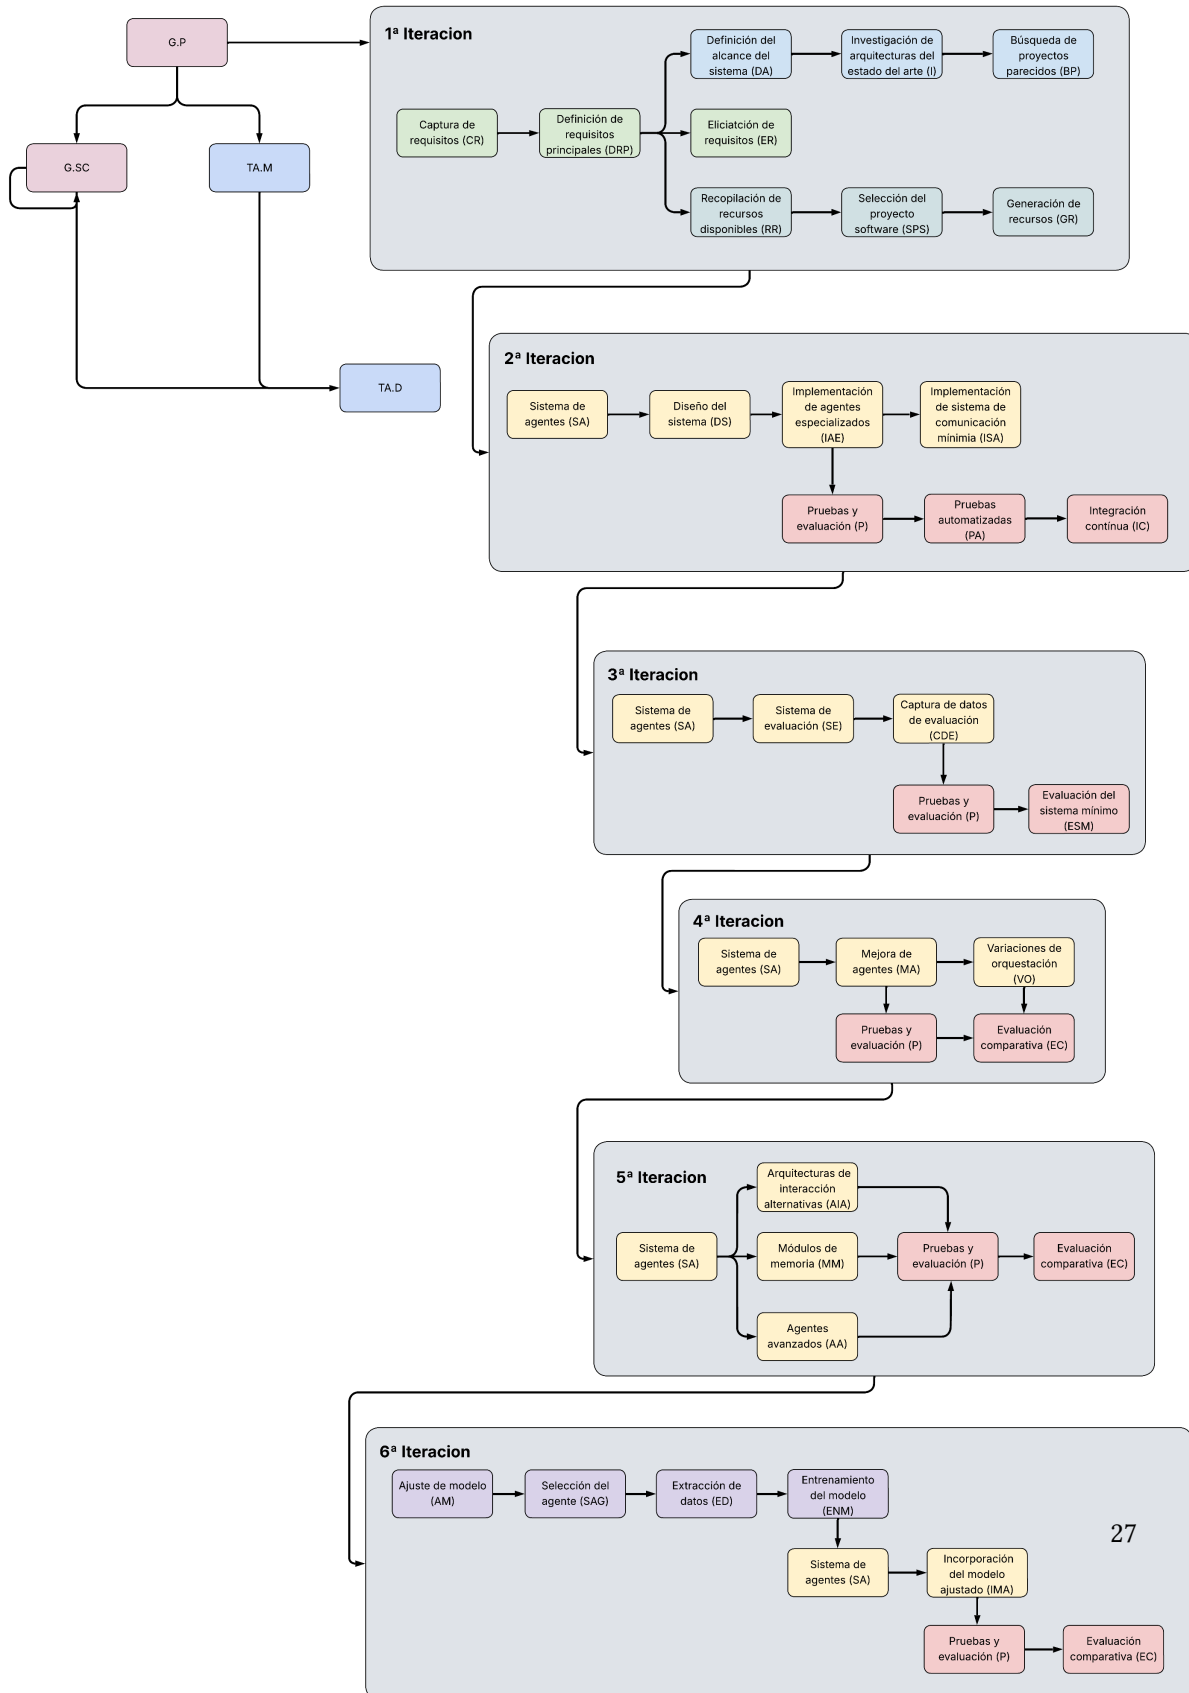 G.P
G.SC
TA.M
TA.D
1ª Iteracion
Captura de
requisitos (CR)
Definición de
requisitos
principales (DRP)
Definición del
alcance del
sistema (DA)
Investigación de
arquitecturas del
estado del arte (I)
Búsqueda de
proyectos
parecidos (BP)
Eliciatción de
requisitos (ER)
Recopilación de
recursos
disponibles (RR)
Selección del
proyecto
software (SPS)
Generación de
recursos (GR)
2ª Iteracion
Sistema de
agentes (SA)
Diseño del
sistema (DS)
Implementación
de agentes
especializados
(IAE)
Implementación
de sistema de
comunicación
mínimia (ISA)
Pruebas y
evaluación (P)
Pruebas
automatizadas
(PA)
Integración
contínua (IC)
3ª Iteracion
Sistema de
agentes (SA)
Sistema de
evaluación (SE)
Captura de datos
de evaluación
(CDE)
Pruebas y
evaluación (P)
Evaluación del
sistema mínimo
(ESM)
4ª Iteracion
Sistema de
agentes (SA)
Mejora de
agentes (MA)
Variaciones de
orquestación
(VO)
Pruebas y
evaluación (P)
Evaluación
comparativa (EC)
5ª Iteracion
Arquitecturas de
interacción
alternativas (AIA)
Sistema de
agentes (SA)
Módulos de
memoria (MM)
Pruebas y
evaluación (P)
Evaluación
comparativa (EC)
Agentes
avanzados (AA)
6ª Iteracion
Ajuste de modelo
(AM)
Selección del
agente (SAG)
Extracción de
datos (ED)
Entrenamiento
del modelo
(ENM)
Sistema de
agentes (SA)
Incorporación
del modelo
ajustado (IMA)
Pruebas y
evaluación (P)
Evaluación
comparativa (EC)
27